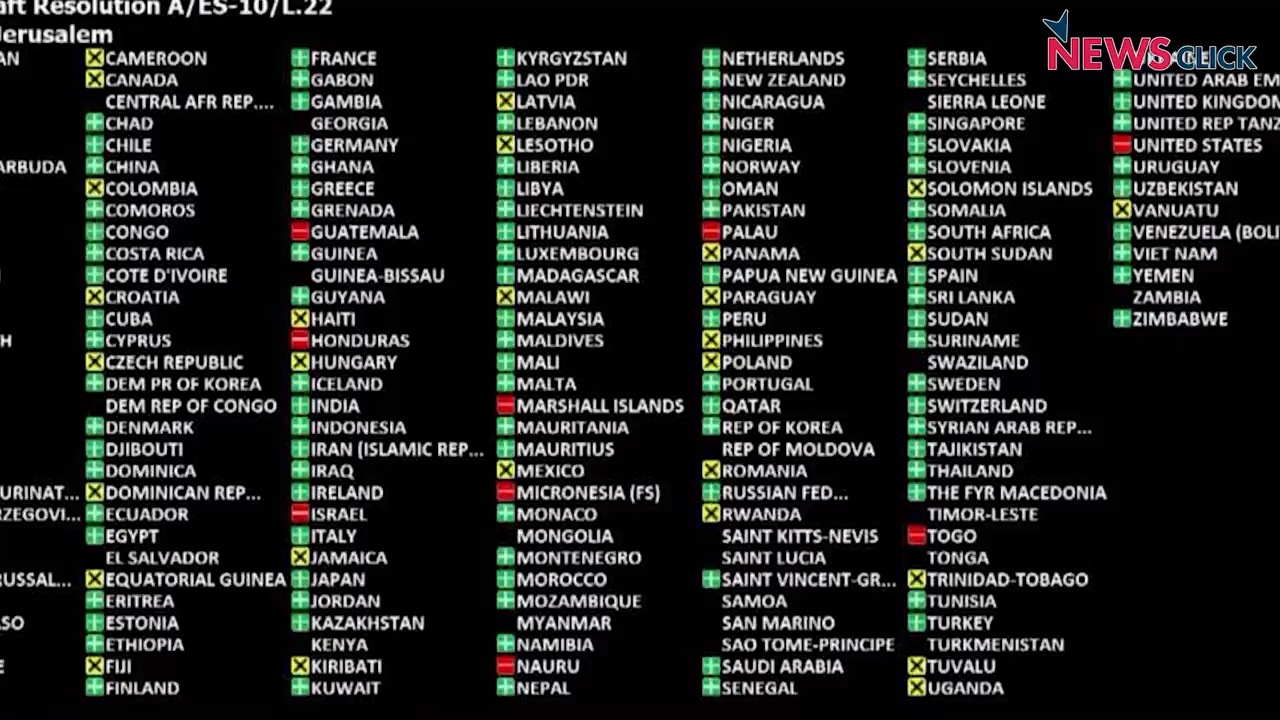 aft Resolution A/ES-10/L.22
Jerusalem
NEWSCLICK
AN
ARBUDA
H
URINAT...
RZEGOVI...
RUSSAL...
SO
E
CAMEROON
CANADA
CENTRAL AFR REP....
CHAD
CHILE
CHINA
COLOMBIA
COMOROS
CONGO
COSTA RICA
COTE D'IVOIRE
CROATIA
CUBA
CYPRUS
CZECH REPUBLIC
DEM PR OF KOREA
DEM REP OF CONGO
DENMARK
DJIBOUTI
DOMINICA
DOMINICAN REP...
ECUADOR
EGYPT
EL SALVADOR
EQUATORIAL GUINEA
ERITREA
ESTONIA
ETHIOPIA
FIJI
FINLAND
FRANCE
GABON
GAMBIA
GEORGIA
GERMANY
GHANA
GREECE
GRENADA
GUATEMALA
GUINEA
GUINEA-BISSAU
GUYANA
HAITI
HONDURAS
HUNGARY
ICELAND
INDIA
INDONESIA
IRAN (ISLAMIC REP...
IRAQ
IRELAND
ISRAEL
ITALY
JAMAICA
JAPAN
JORDAN
KAZAKHSTAN
KENYA
KIRIBATI
KUWAIT
KYRGYZSTAN
LAO PDR
LATVIA
LEBANON
LESOTHO
LIBERIA
LIBYA
LIECHTENSTEIN
LITHUANIA
LUXEMBOURG
MADAGASCAR
MALAWI
MALAYSIA
MALDIVES
MALI
MALTA
MARSHALL ISLANDS
MAURITANIA
MAURITIUS
MEXICO
MICRONESIA (FS)
MONACO
MONGOLIA
MONTENEGRO
MOROCCO
MOZAMBIQUE
MYANMAR
NAMIBIA
NAURU
NEPAL
NETHERLANDS
NEW ZEALAND
NICARAGUA
NIGER
NIGERIA
NORWAY
OMAN
PAKISTAN
PALAU
PANAMA
PAPUA NEW GUINEA
PARAGUAY
PERU
PHILIPPINES
POLAND
PORTUGAL
QATAR
REP OF KOREA
REP OF MOLDOVA
ROMANIA
RUSSIAN FED...
RWANDA
SAINT KITTS-NEVIS
SAINT LUCIA
SAINT VINCENT-GR...
SAMOA
SAN MARINO
SAO TOME-PRINCIPE
SAUDI ARABIA
SENEGAL
SERBIA
SEYCHELLES
SIERRA LEONE
SINGAPORE
SLOVAKIA
SLOVENIA
SOLOMON ISLANDS
SOMALIA
SOUTH AFRICA
SOUTH SUDAN
SPAIN
SRI LANKA
SUDAN
SURINAME
SWAZILAND
SWEDEN
SWITZERLAND
SYRIAN ARAB REP...
TAJIKISTAN
THAILAND
THE FYR MACEDONIA
TIMOR-LESTE
TOGO
TONGA
TRINIDAD-TOBAGO
TUNISIA
TURKEY
TURKMENISTAN
TUVALU
UGANDA
UNITED ARAB EM
UNITED KINGDOM
UNITED REP TANZ
UNITED STATES
URUGUAY
UZBEKISTAN
VANUATU
VENEZUELA (BOLI
VIET NAM
YEMEN
ZAMBIA
ZIMBABWE